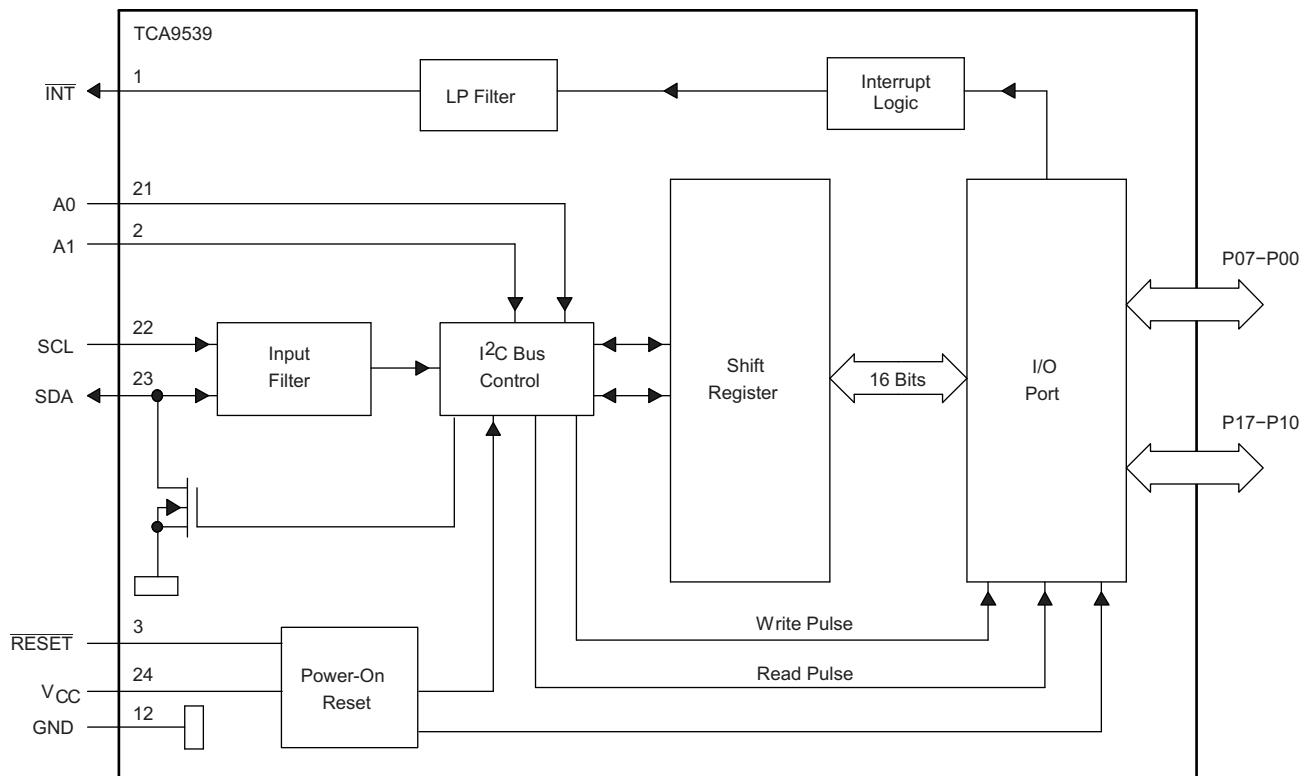 TCA9539
1
INT
LP Filter
Interrupt
Logic
21
A0
2
A1
P07−P00
22
SCL
Input
Filter
I2C Bus
Control
Shift
Register
16 Bits
I/O
Port
23
SDA
P17−P10
3
RESET
Write Pulse
24
VCC
Power-On
Reset
Read Pulse
12
GND